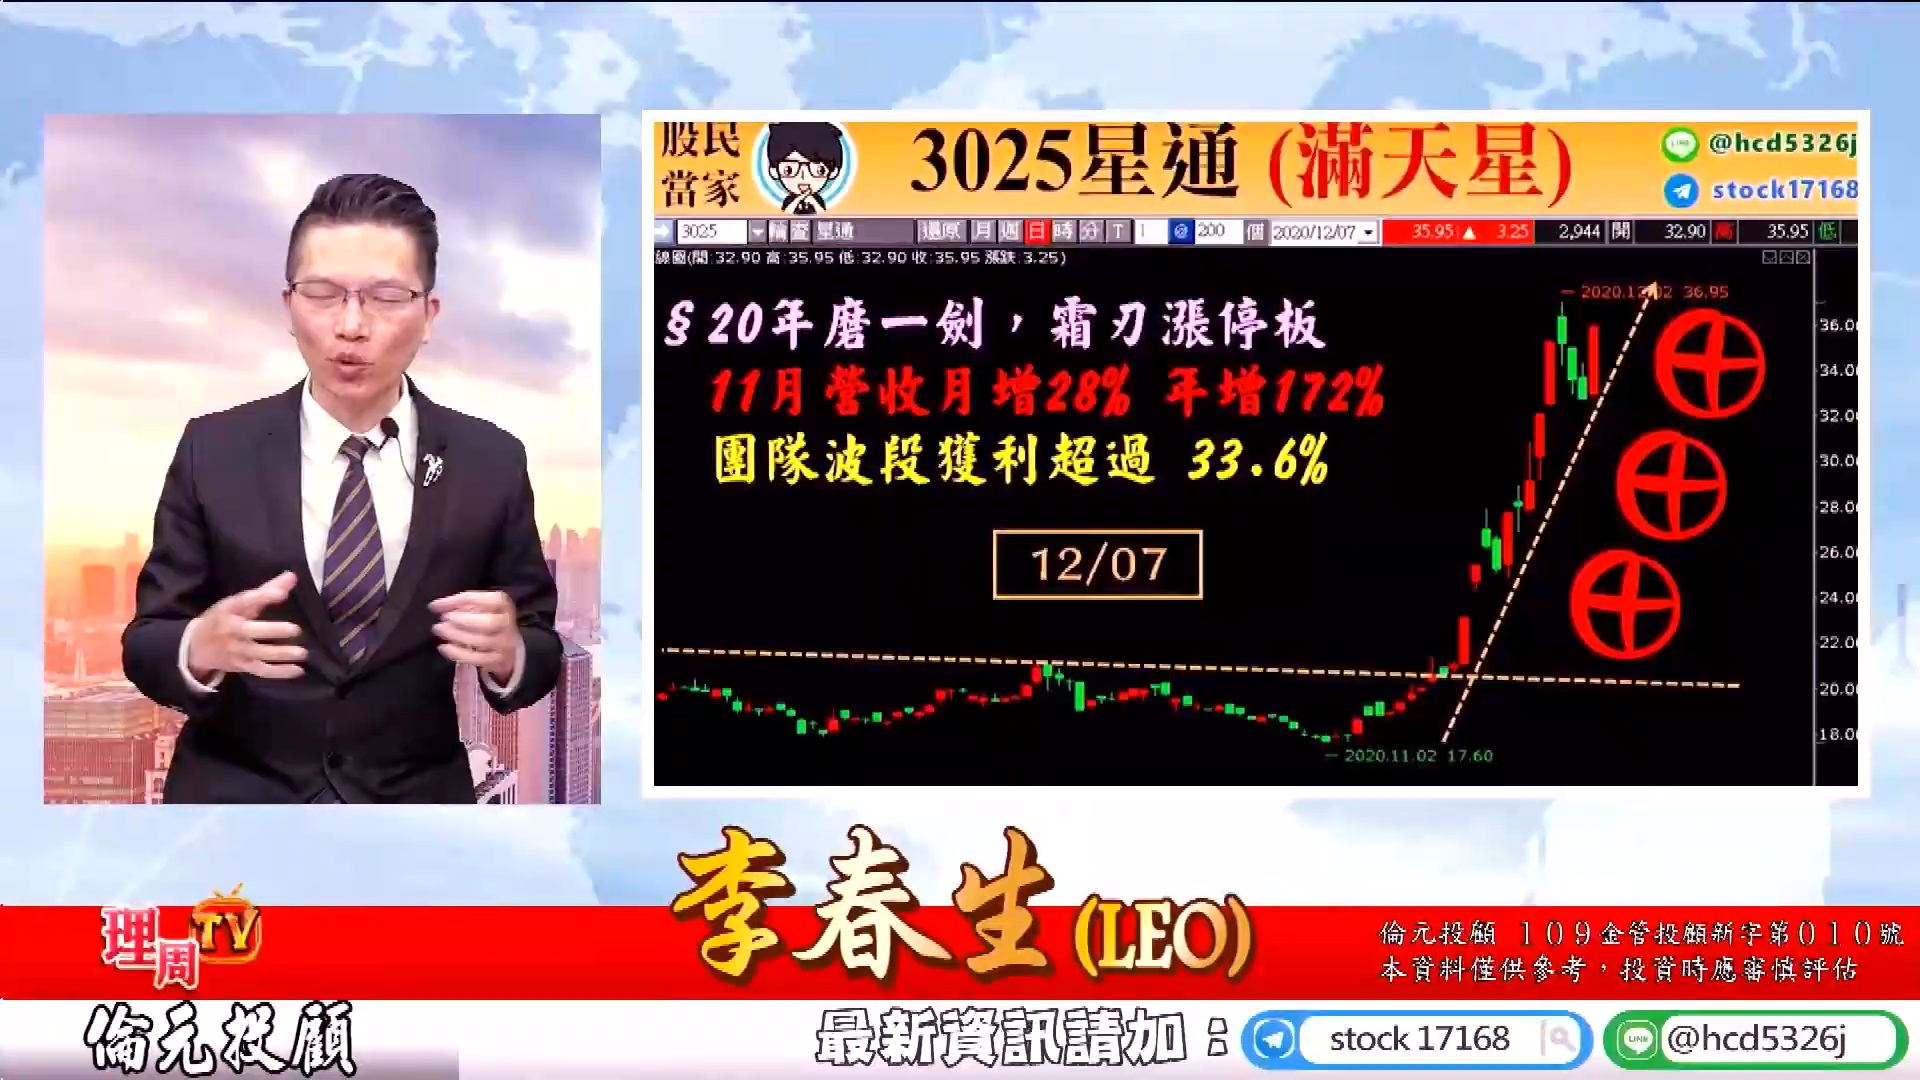 股民
當家
3025星通 (滿天星)
LINE @hcd5326j
stock17168
3025 星通 還原 月 週 日 時 分 T 1 @ 200 個 2020/12/07 35.95 ▲ 3.25 2,944 開 32.90 高 35.95 低
線圖(開:32.90 高:35.95 低:32.90 收:35.95 漲跌:3.25)
2020.12.02 36.95
§20年磨一劍，霜刃漲停板
11月營收月增28% 年增172%
團隊波段獲利超過 33.6%
12/07
36.0
34.0
32.0
30.0
28.0
26.0
24.0
22.0
20.0
18.0
2020.11.02 17.60
李春生(LEO)
理周TV
倫元投顧 109金管投顧新字第010號
本資料僅供參考，投資時應審慎評估
倫元投顧
最新資訊請加：
stock17168
LINE @hcd5326j